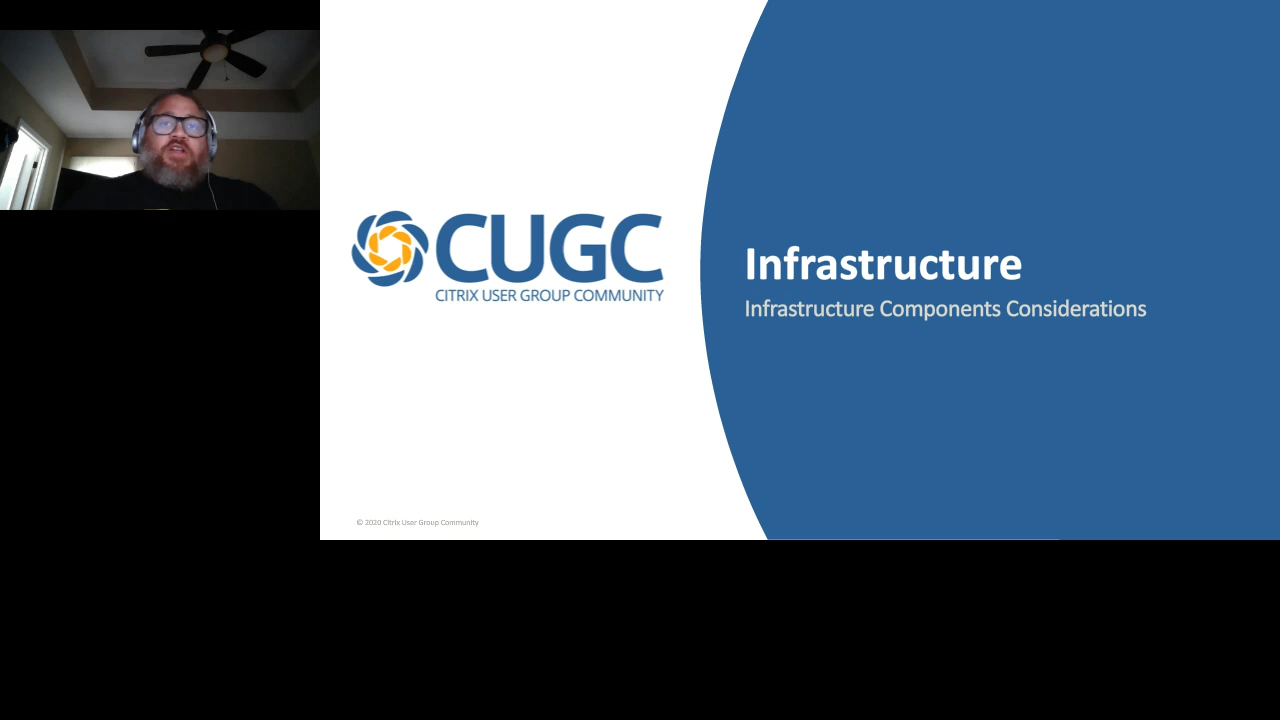 CUGC
CITRIX USER GROUP COMMUNITY
Infrastructure
Infrastructure Components Considerations
© 2020 Citrix User Group Community